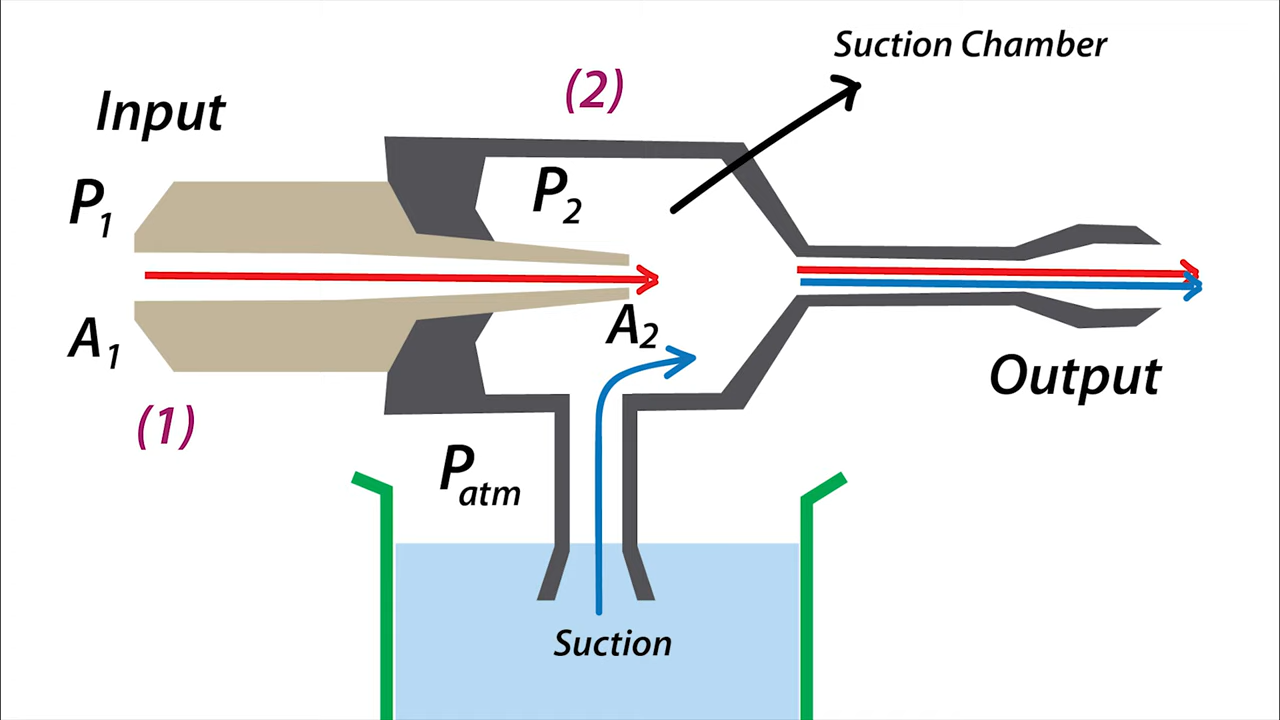 Suction Chamber
(2)
Input
P1
P2
A1
A2
(1)
Output
Patm
Suction